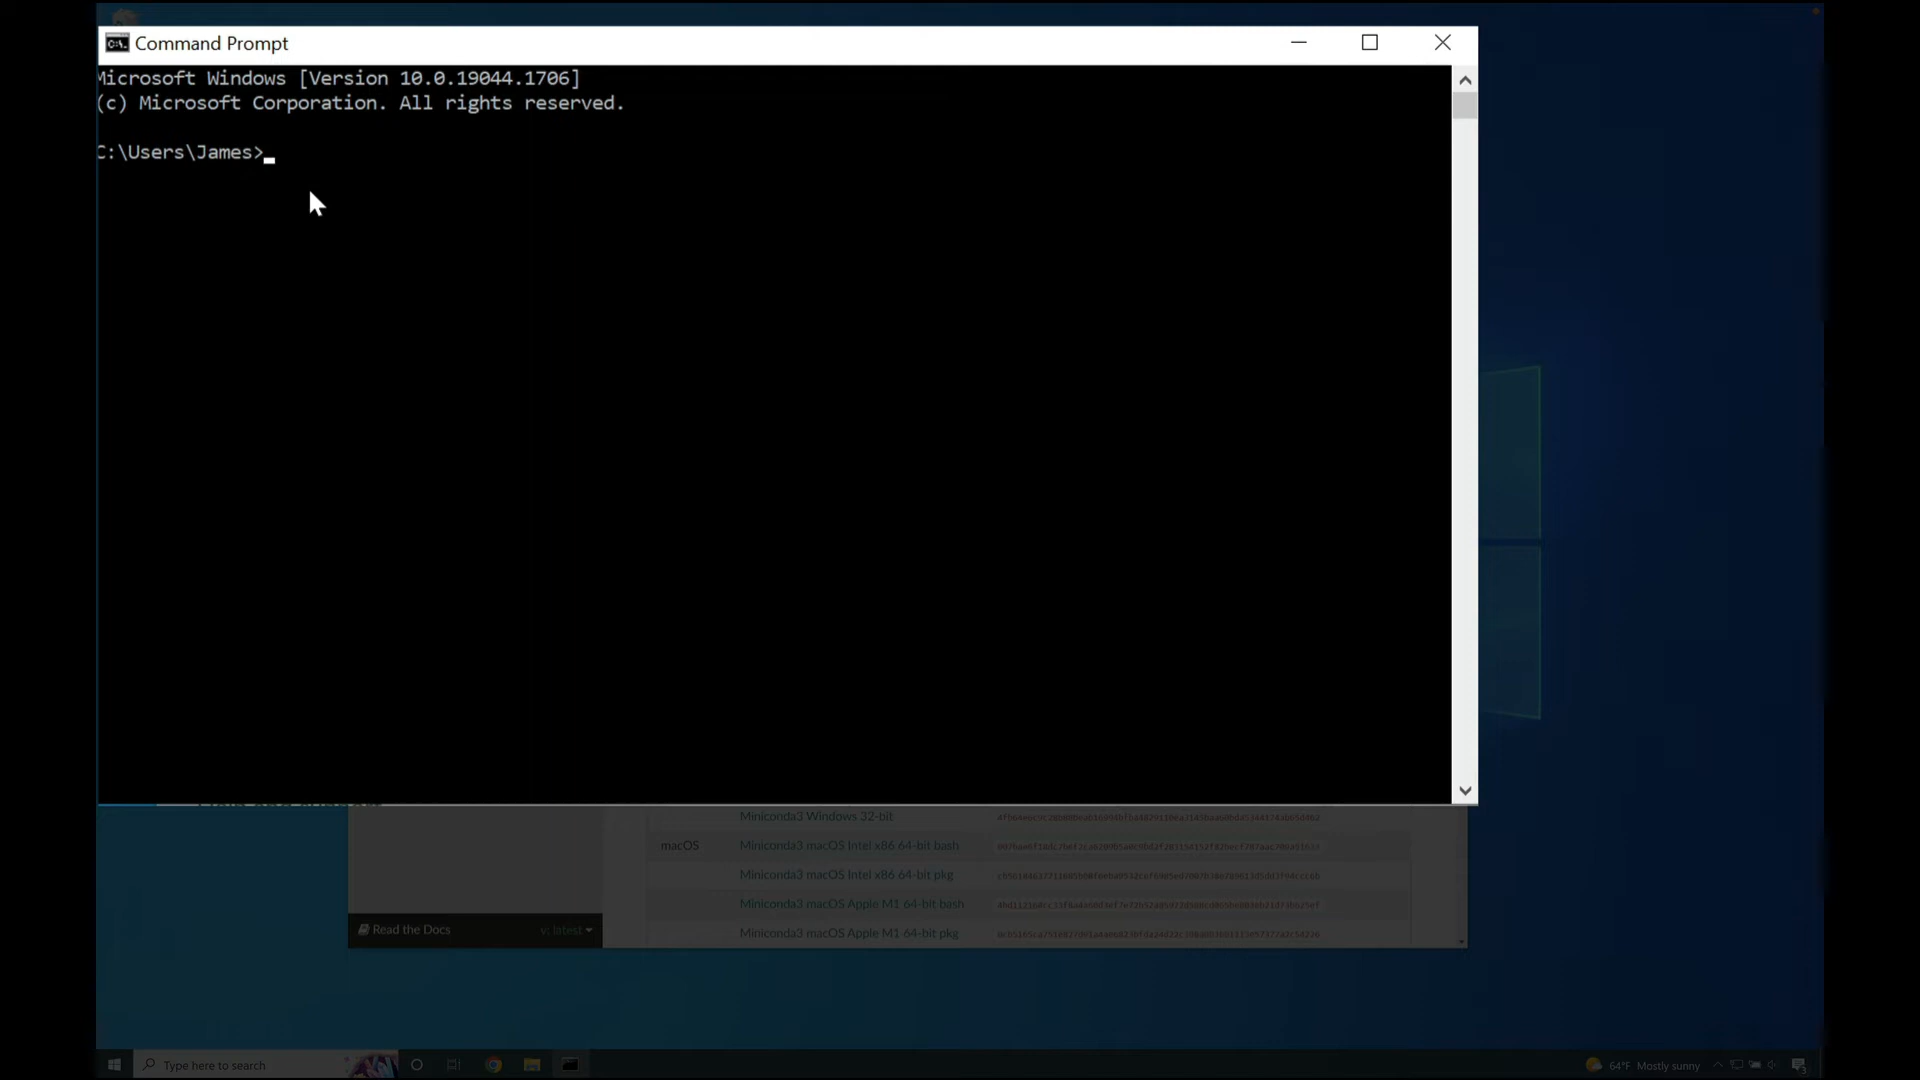 Command Prompt
Microsoft Windows [Version 10.0.19044.1706]
(c) Microsoft Corporation. All rights reserved.
C:\Users\James>
Miniconda3 Windows 32-bit
macOS
Miniconda3 macOS Intel x86 64-bit bash
Miniconda3 macOS Intel x86 64-bit pkg
Miniconda3 macOS Apple M1 64-bit bash
Miniconda3 macOS Apple M1 64-bit pkg
Read the Docs
v: latest
Type here to search
64°F Mostly sunny